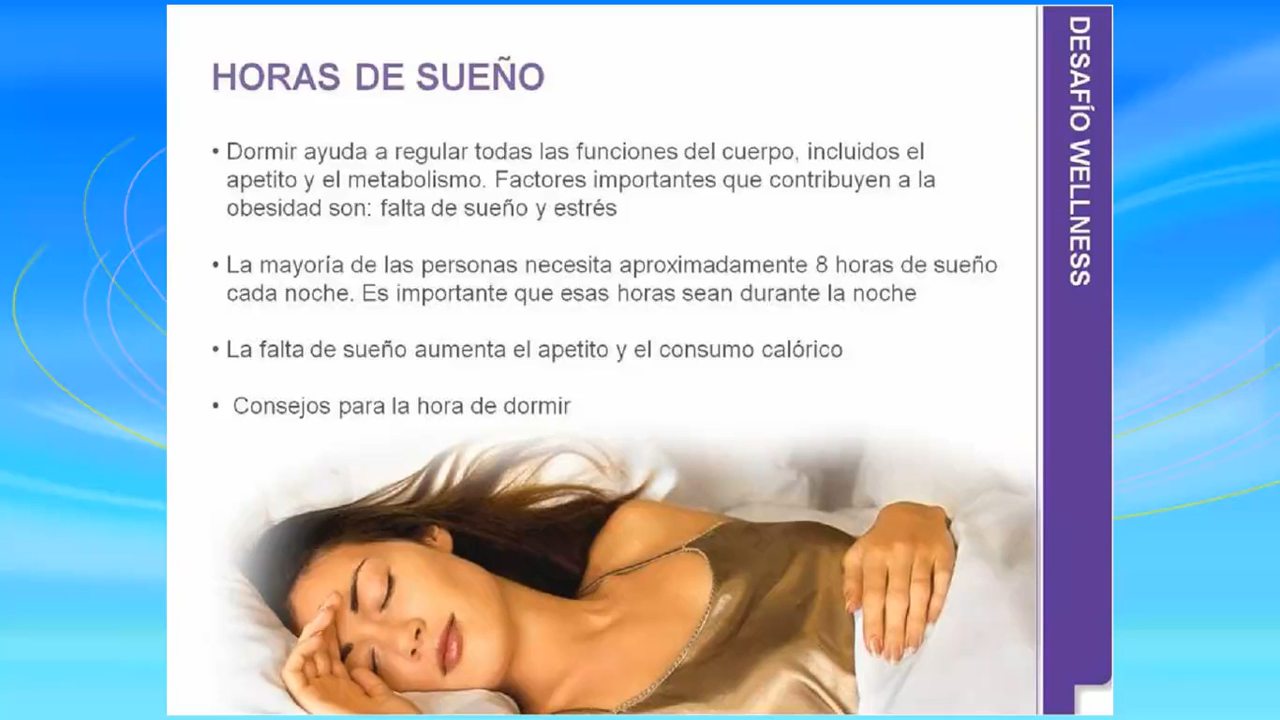 HORAS DE SUEÑO
• Dormir ayuda a regular todas las funciones del cuerpo, incluidos el
apetito y el metabolismo. Factores importantes que contribuyen a la
obesidad son: falta de sueño y estrés
• La mayoría de las personas necesita aproximadamente 8 horas de sueño
cada noche. Es importante que esas horas sean durante la noche
• La falta de sueño aumenta el apetito y el consumo calórico
• Consejos para la hora de dormir
DESAFÍO WELLNESS